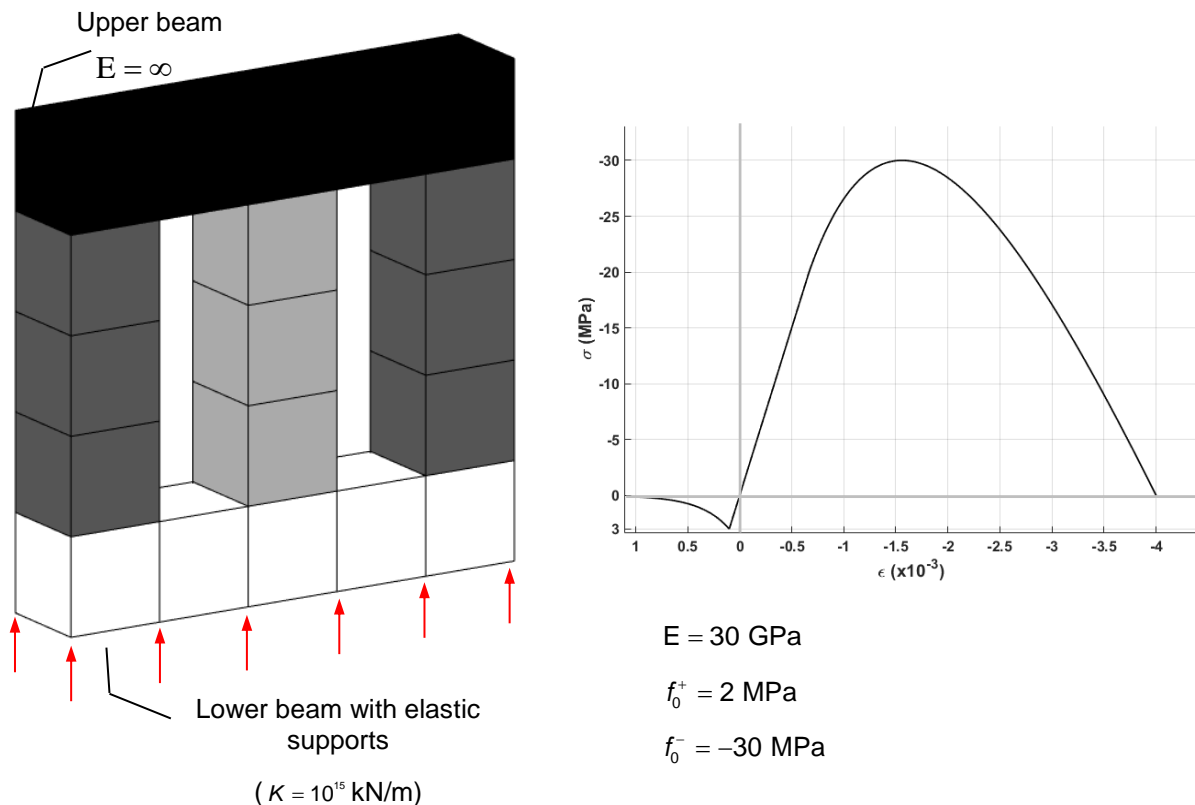 Upper beam
E = ∞
Lower beam with elastic
supports
( K = 10¹⁵ kN/m)
σ (MPa)
-30
-25
-20
-15
-10
-5
0
3
1 0.5 0 -0.5 -1 -1.5 -2 -2.5 -3 -3.5 -4
ϵ (x10⁻³)
E = 30 GPa
f₀⁺ = 2 MPa
f₀⁻ = −30 MPa